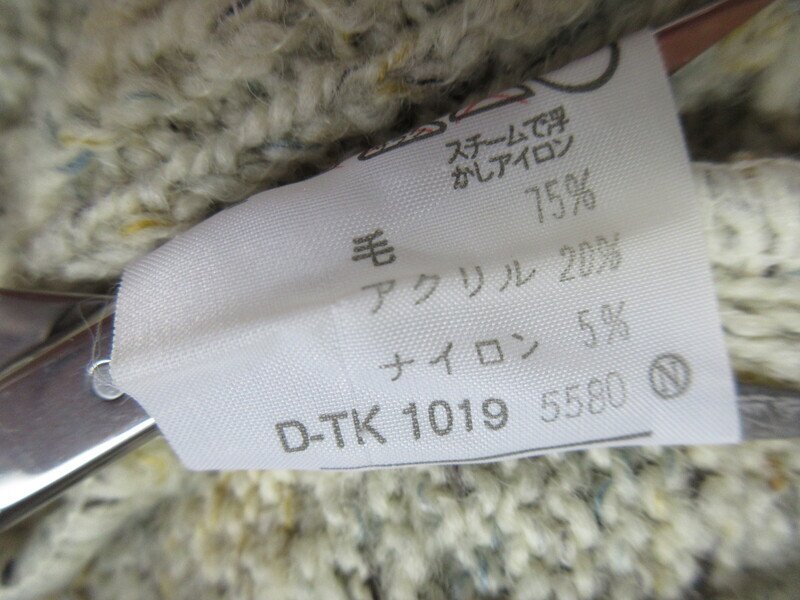 スチームで浮
かしアイロン
毛 75%
アクリル 20%
ナイロン 5%
D-TK 1019 5580 Ⓝ